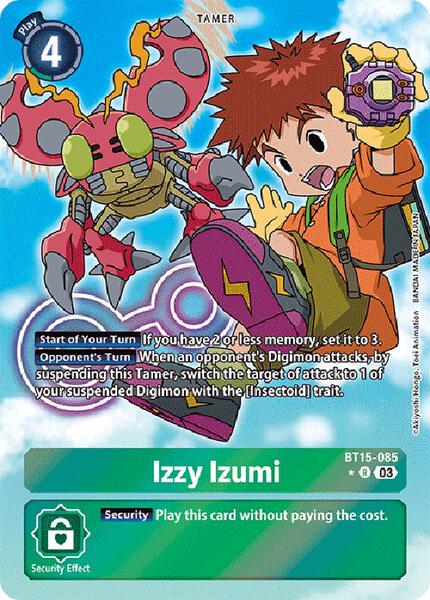 TAMER
Play
4
Start of Your Turn If you have 2 or less memory, set it to 3.
Opponent's Turn When an opponent's Digimon attacks, by
suspending this Tamer, switch the target of attack to 1 of
your suspended Digimon with the [Insectoid] trait.
©Akiyoshi Hongo, Toei Animation BANDAI MADE IN JAPAN
BT15-085
Izzy Izumi
★ R 03
Security Play this card without paying the cost.
Security Effect